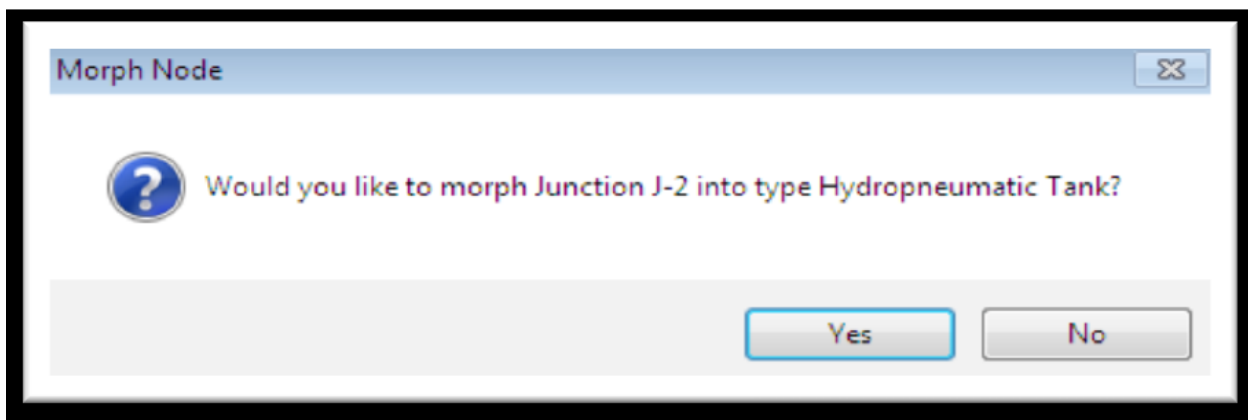 Morph Node
Would you like to morph Junction J-2 into type Hydropneumatic Tank?
Yes
No